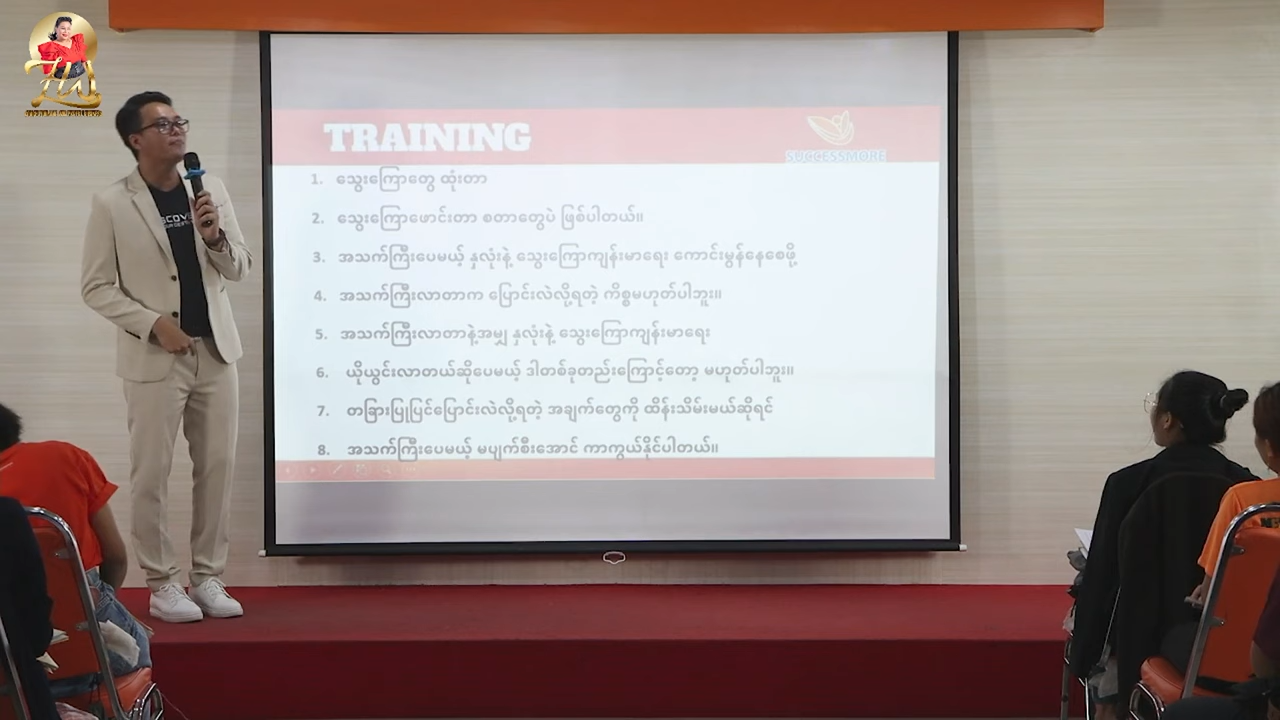 TRAINING
SUCCESSMORE
1. သွေးကြောတွေ ထုံးတာ
2. သွေးကြောဖောင်းတာ စတာတွေပဲ ဖြစ်ပါတယ်။
3. အသက်ကြီးပေမယ့် နှလုံးနဲ့ သွေးကြောကျန်းမာရေး ကောင်းမွန်နေစေဖို့
4. အသက်ကြီးလာတာက ပြောင်းလဲလို့ရတဲ့ ကိစ္စမဟုတ်ပါဘူး။
5. အသက်ကြီးလာတာနဲ့အမျှ နှလုံးနဲ့ သွေးကြောကျန်းမာရေး
6. ယိုယွင်းလာတယ်ဆိုပေမယ့် ဒါတစ်ခုတည်းကြောင့်တော့ မဟုတ်ပါဘူး။
7. တခြားပြုပြင်ပြောင်းလဲလို့ရတဲ့ အချက်တွေကို ထိန်းသိမ်းမယ်ဆိုရင်
8. အသက်ကြီးပေမယ့် မပျက်စီးအောင် ကာကွယ်နိုင်ပါတယ်။